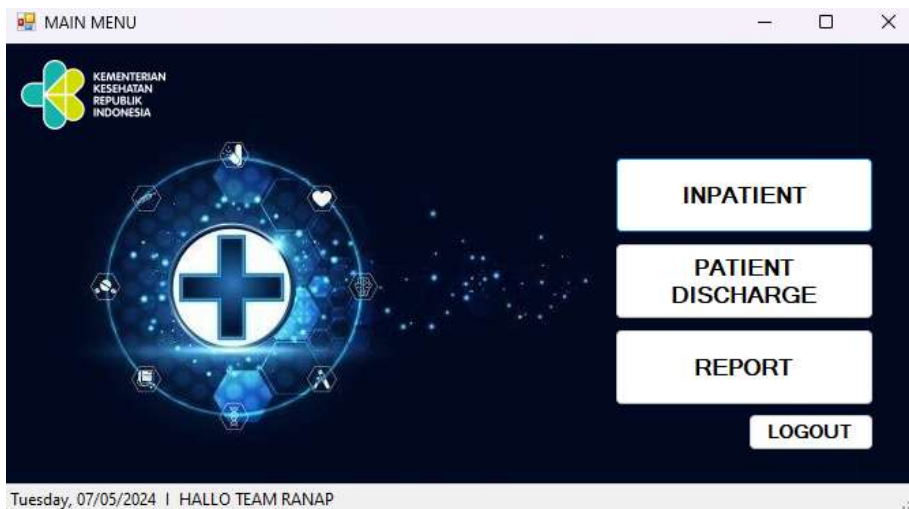 MAIN MENU
KEMENTERIAN
KESEHATAN
REPUBLIK
INDONESIA
INPATIENT
PATIENT
DISCHARGE
REPORT
LOGOUT
Tuesday, 07/05/2024 | HALLO TEAM RANAP